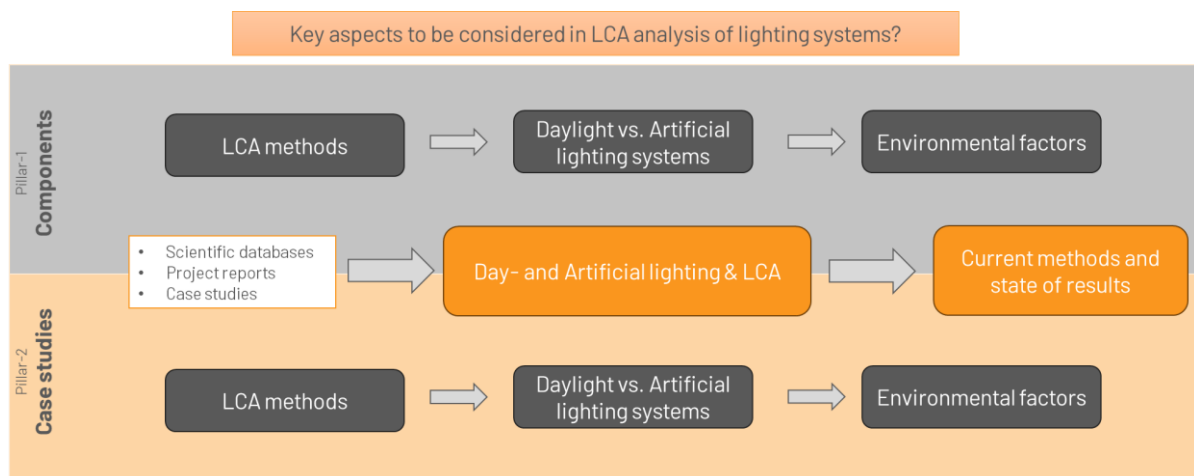 Key aspects to be considered in LCA analysis of lighting systems?
Pillar-1
Components
LCA methods
Daylight vs. Artificial
lighting systems
Environmental factors
• Scientific databases
• Project reports
• Case studies
Day- and Artificial lighting & LCA
Current methods and
state of results
Pillar-2
Case studies
LCA methods
Daylight vs. Artificial
lighting systems
Environmental factors